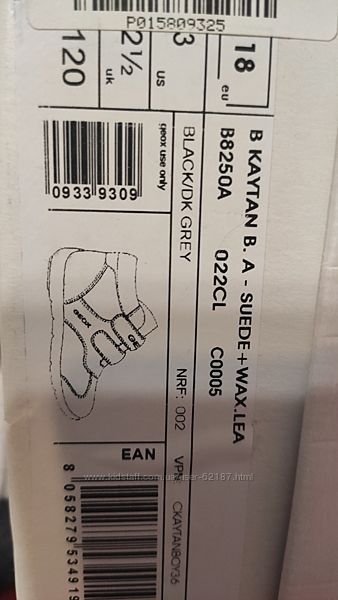 P015809325
B KAYTAN B. A - SUEDE+WAX.LEA
B8250A 022CL C0005
BLACK/DK GREY
NRF: 002
CKAYTANBOY36
18 eu
3 us
2½ uk
120
geox use only
0933 9309
GEOX
EAN
8 058279 534919